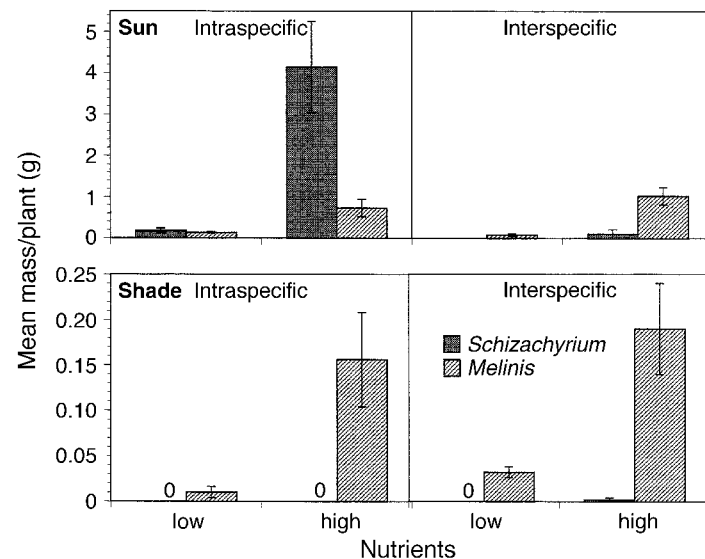 Sun Intraspecific Interspecific
5
4
3
2
1
0
Mean mass/plant (g)
0.25
Shade Intraspecific Interspecific
0.20
Schizachyrium
Melinis
0.15
0.10
0.05
0 0 0
0
low high low high
Nutrients